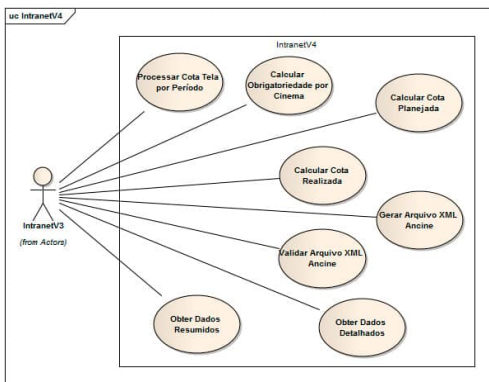 uc IntranetV4
IntranetV4
Processar Cota Tela
por Período
Calcular
Obrigatoriedade por
Cinema
Calcular Cota
Planejada
Calcular Cota
Realizada
IntranetV3
(from Actors)
Gerar Arquivo XML
Ancine
Validar Arquivo XML
Ancine
Obter Dados
Resumidos
Obter Dados
Detalhados